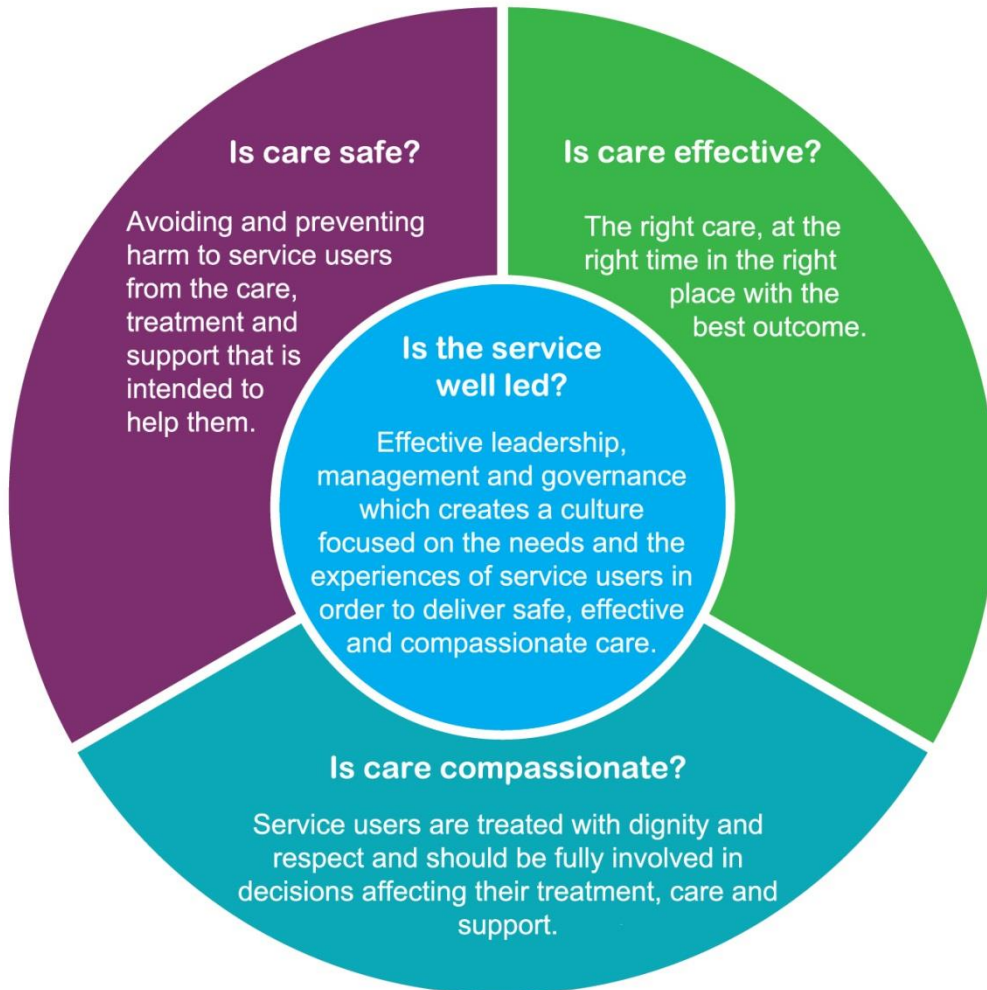 Is care safe?
Avoiding and preventing
harm to service users
from the care,
treatment and
support that is
intended to
help them.
Is care effective?
The right care, at the
right time in the right
place with the
best outcome.
Is the service
well led?
Effective leadership,
management and governance
which creates a culture
focused on the needs and the
experiences of service users in
order to deliver safe, effective
and compassionate care.
Is care compassionate?
Service users are treated with dignity and
respect and should be fully involved in
decisions affecting their treatment, care and
support.